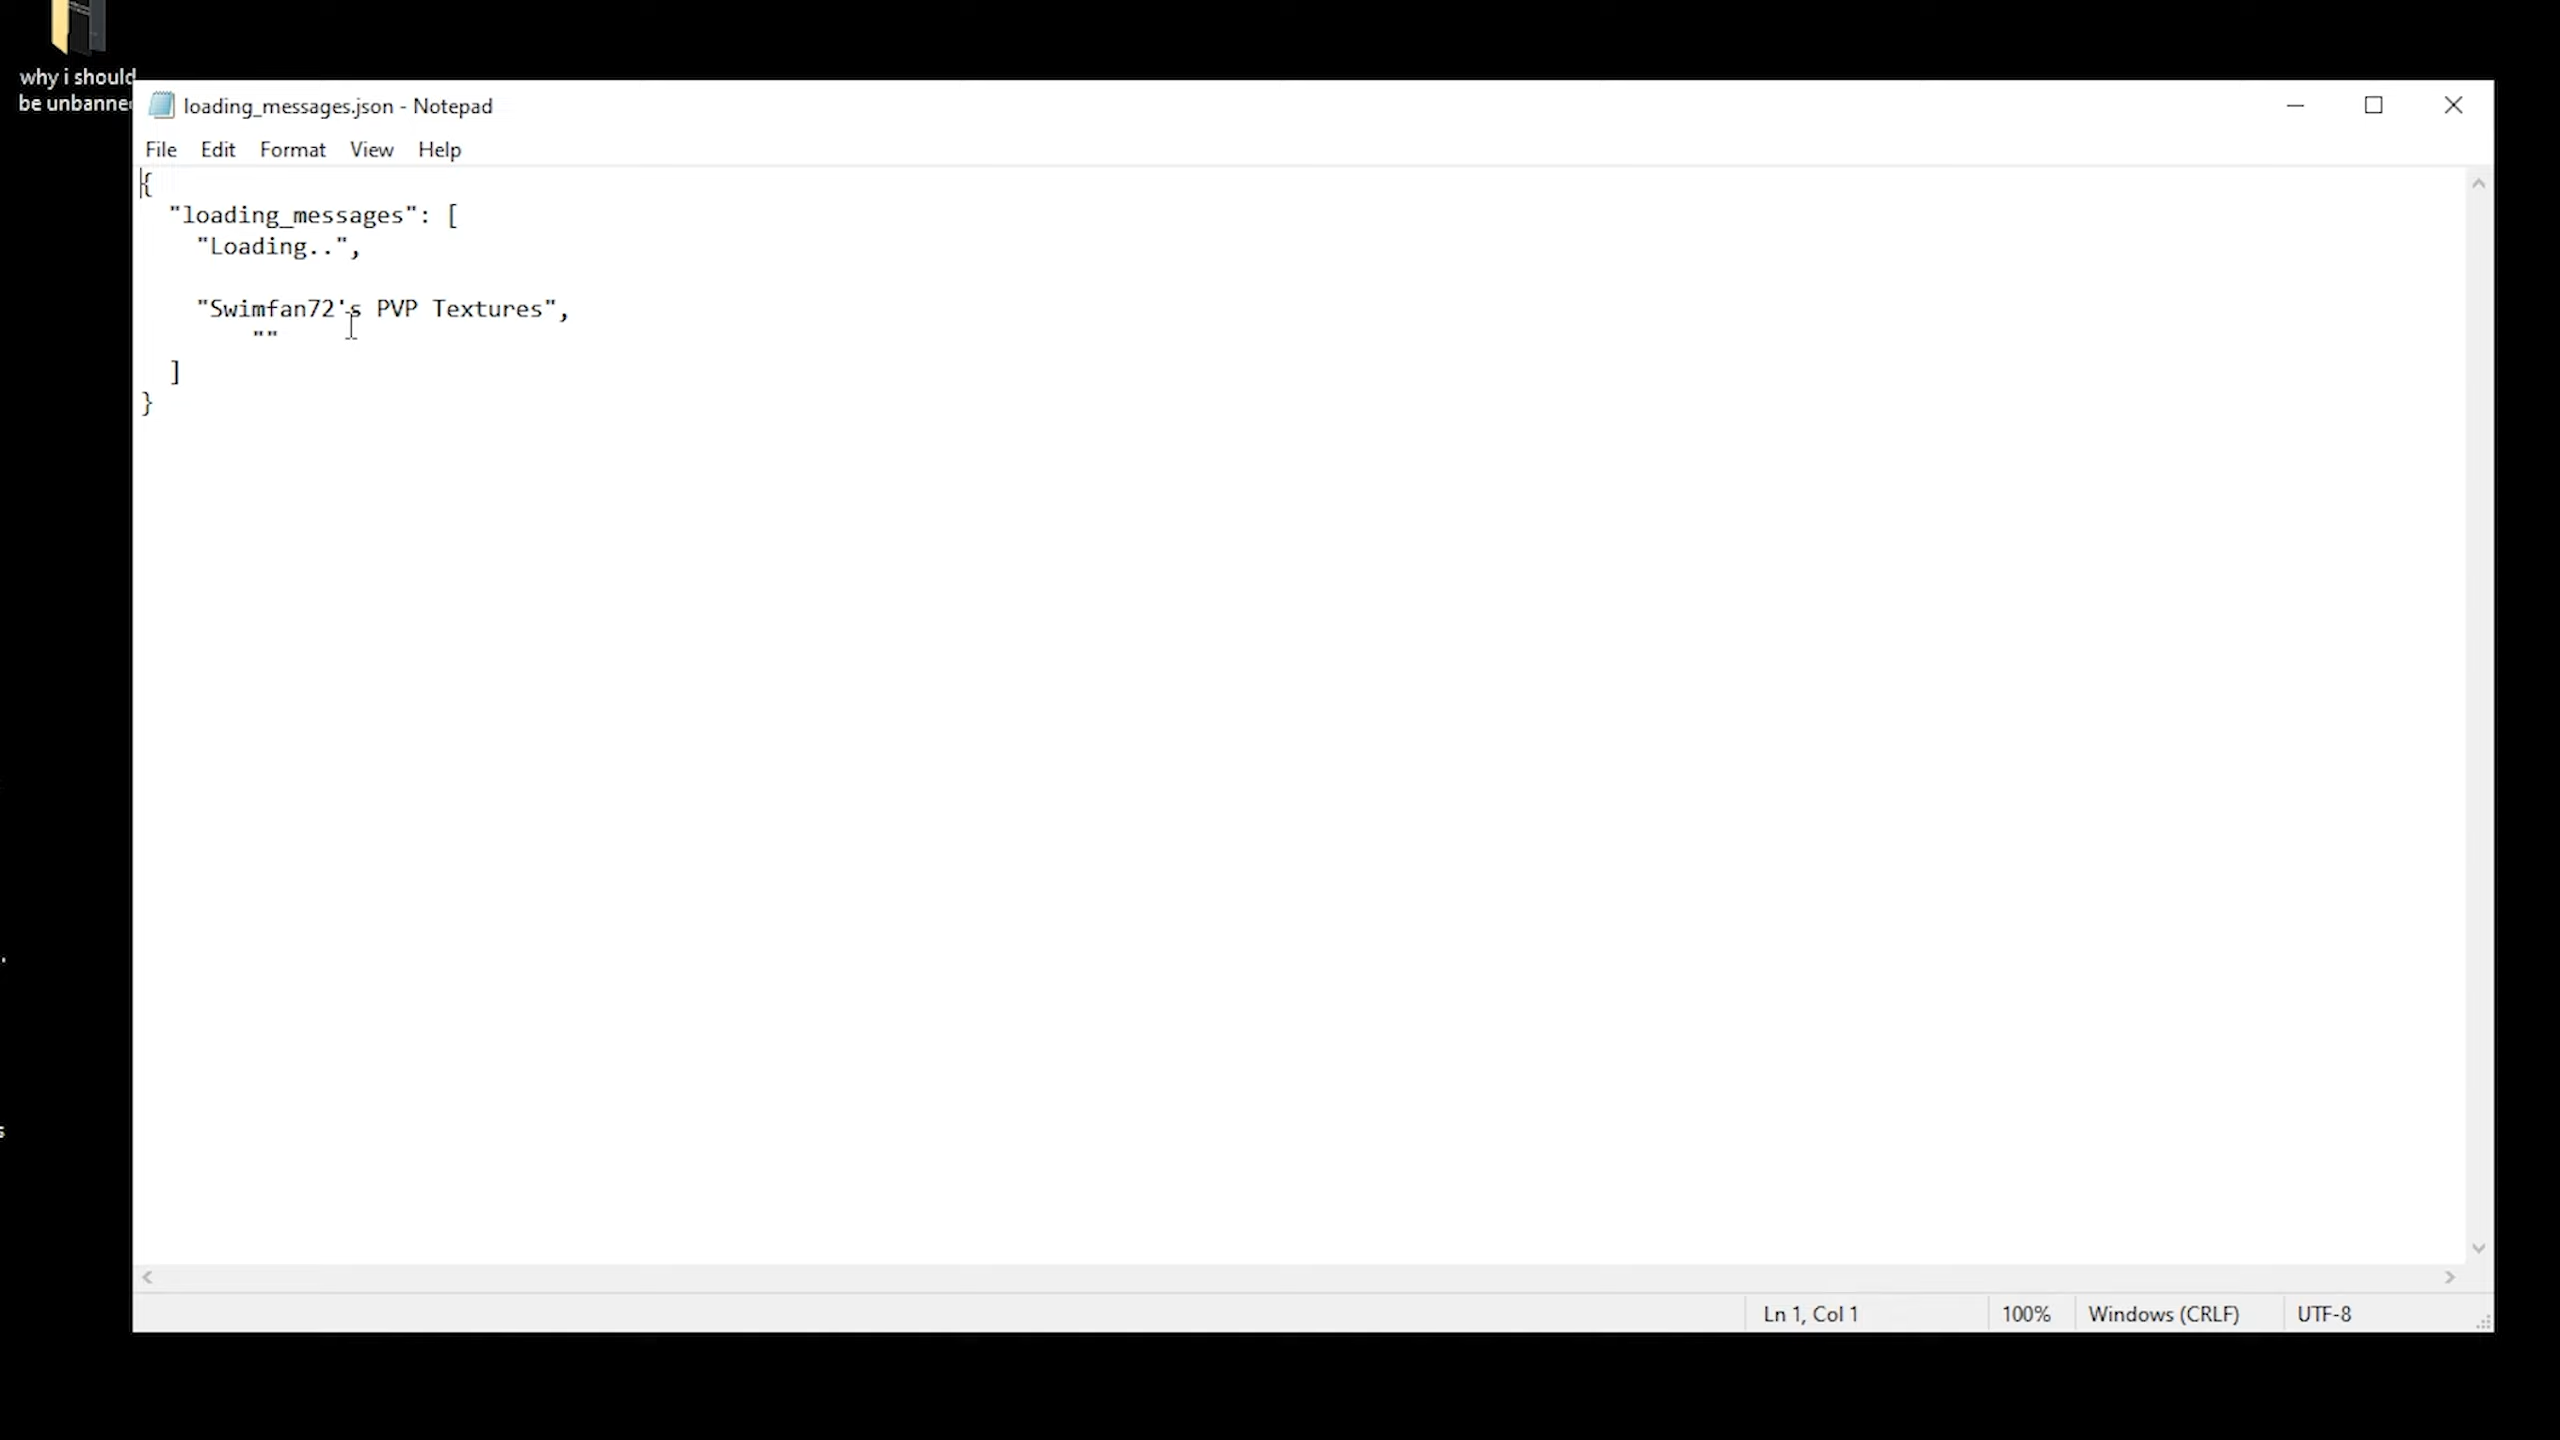 why i should
be unbanned
loading_messages.json - Notepad
File Edit Format View Help
{
"loading_messages": [
"Loading..",
"Swimfan72's PVP Textures",
""
]
}
Ln 1, Col 1 100% Windows (CRLF) UTF-8